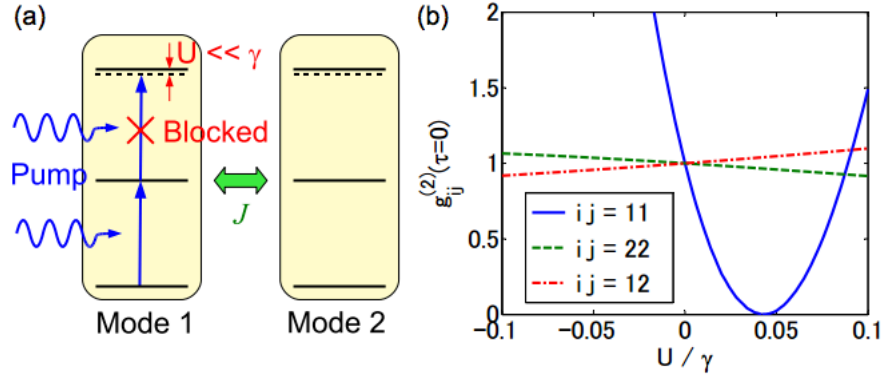 (a)
U << γ
Blocked
Pump
J
Mode 1
Mode 2
(b)
g_{ij}^{(2)}(τ=0)
2
1.5
1
0.5
0
i j = 11
i j = 22
i j = 12
−0.1
−0.05
0
0.05
0.1
U / γ